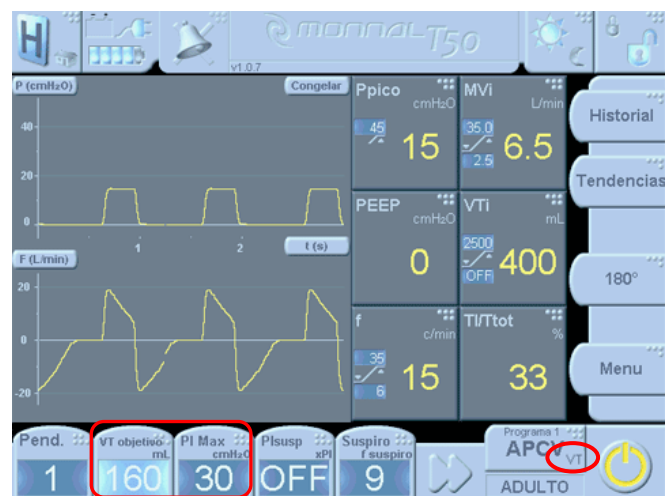 H
monnal T50
v1.0.7
P (cmH₂O)
Congelar
40
20
0
1
2
t (s)
F (L/min)
20
0
-20
Ppico
cmH₂O
45
15
MVi
L/min
35.0
2.5
6.5
PEEP
cmH₂O
0
VTi
mL
2500
OFF
400
f
c/min
35
6
15
TI/Ttot
%
33
Historial
Tendencias
180°
Menu
Pend.
1
VT objetivo
mL
160
PI Max
cmH₂O
30
PIsusp
xPI
OFF
Suspiro
f suspiro
9
Programa 1
APCV VT
ADULTO